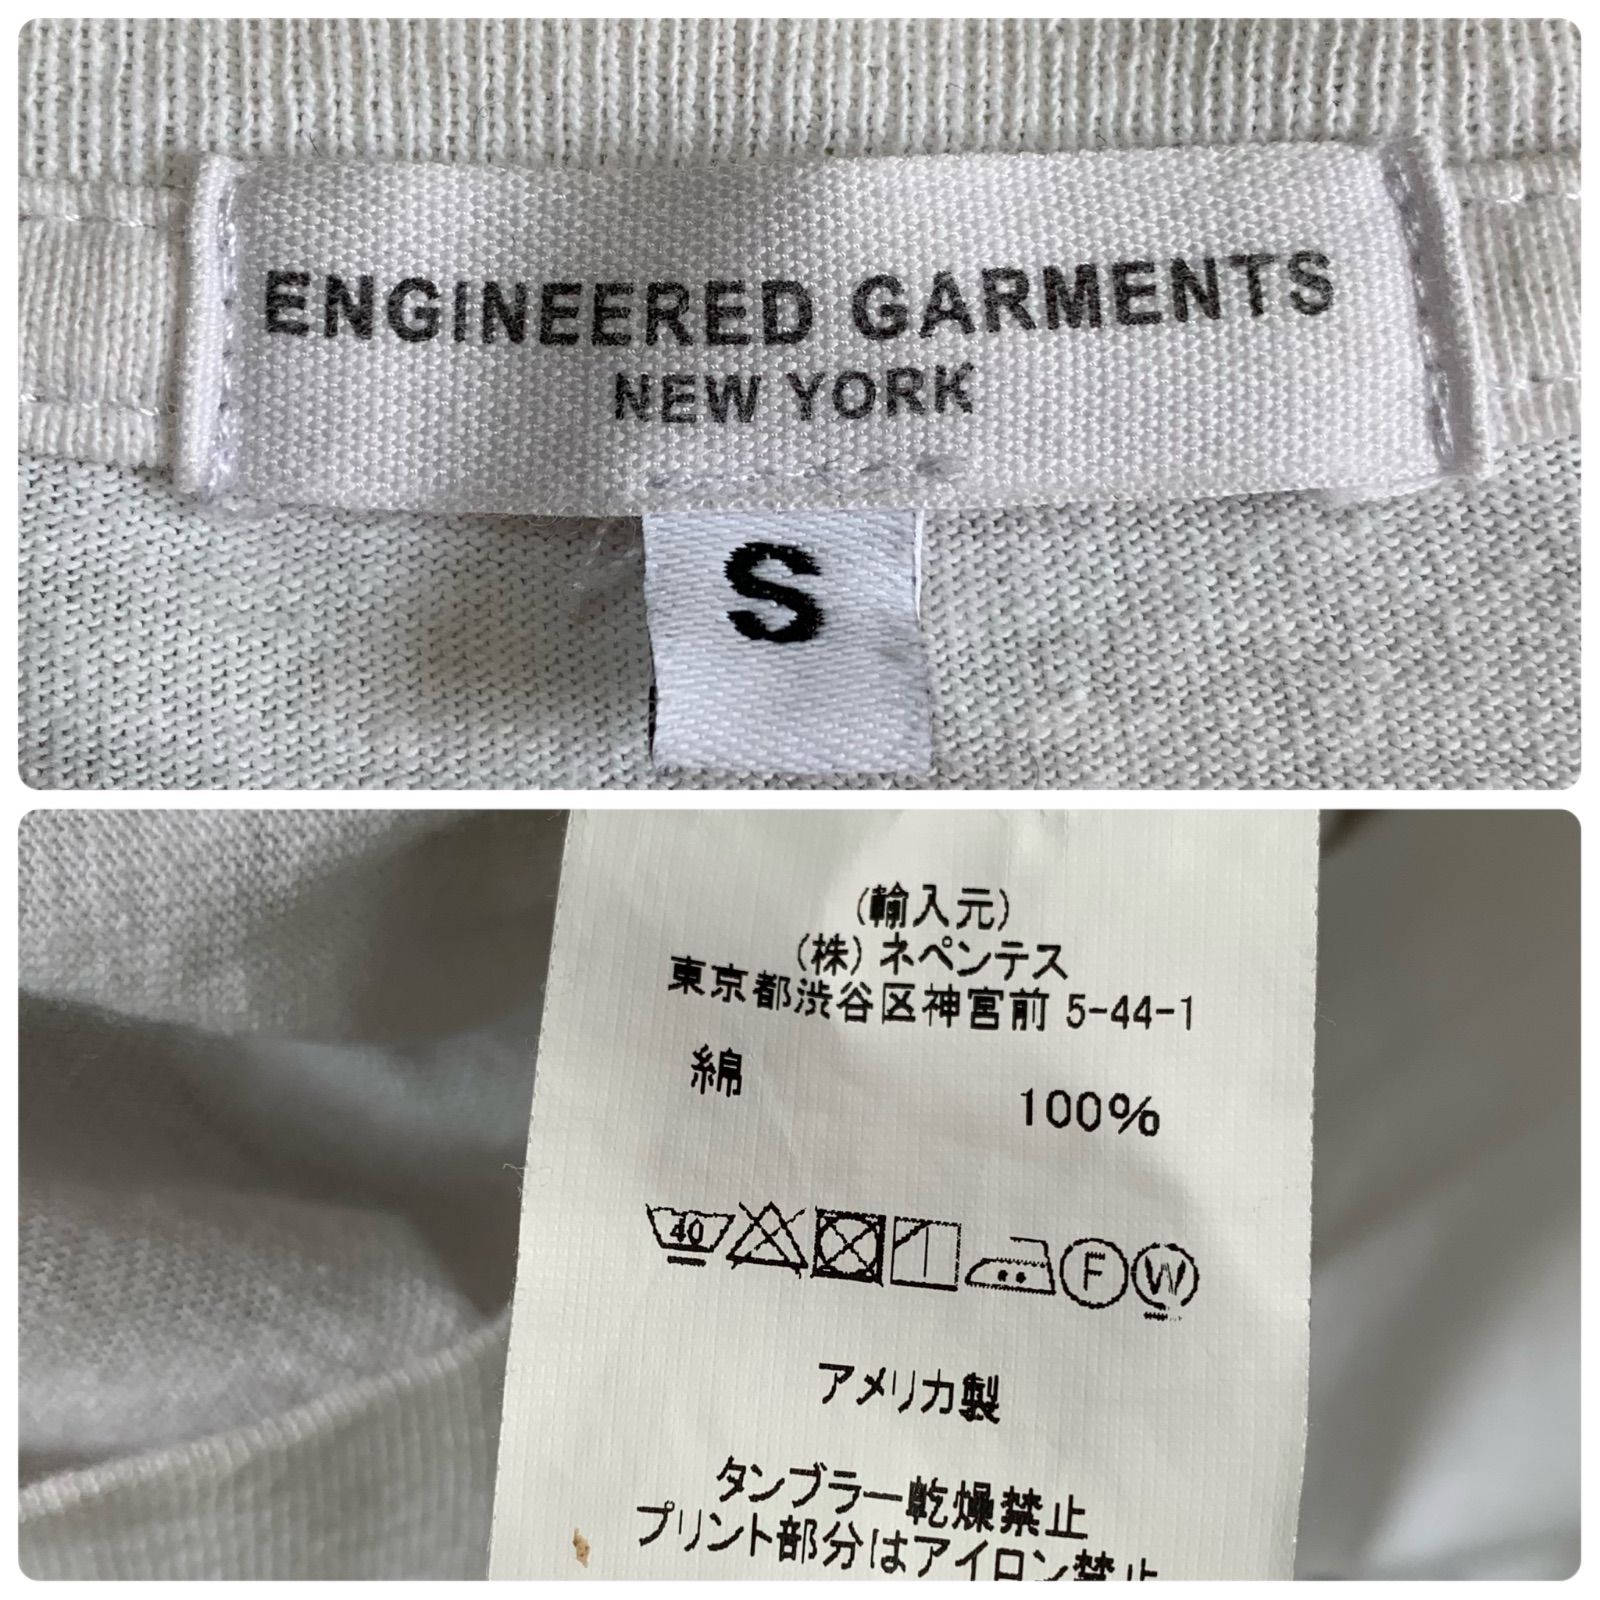 ENGINEERED GARMENTS
NEW YORK
S
(輸入元)
(株) ネペンテス
東京都渋谷区神宮前 5-44-1
綿 100%
40 F W
アメリカ製
タンブラー乾燥禁止
プリント部分はアイロン禁止